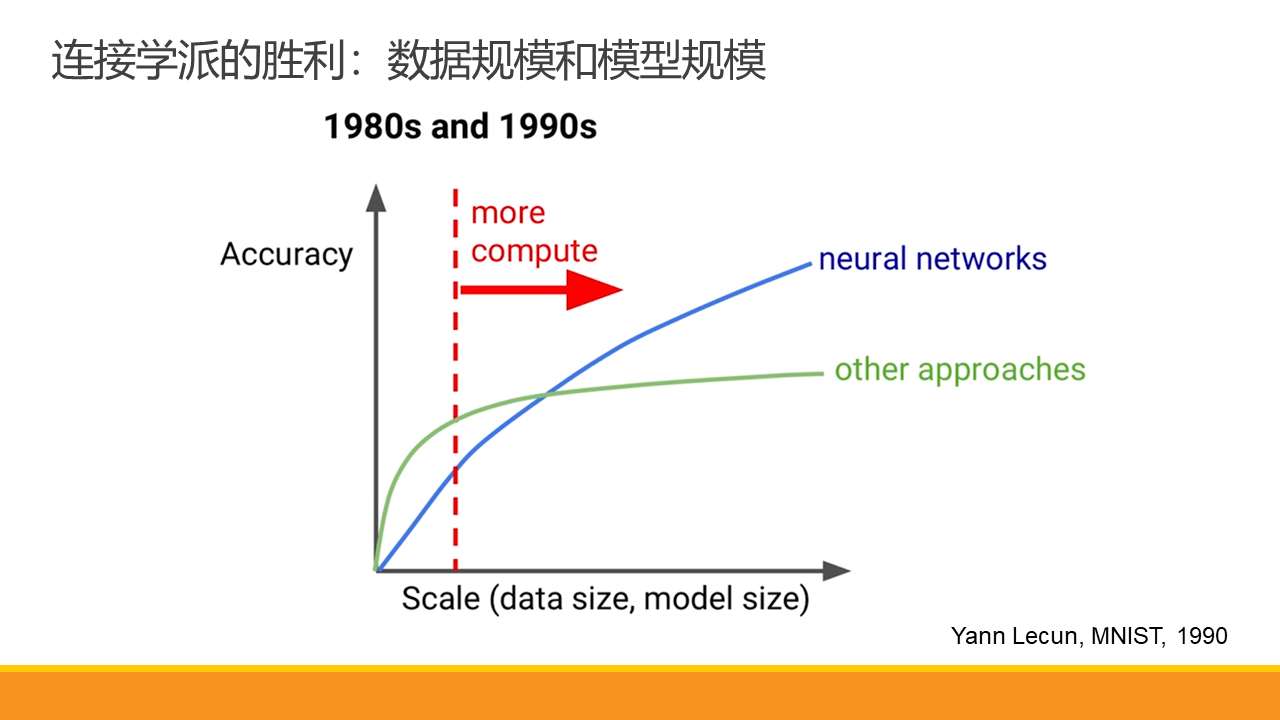 连接学派的胜利：数据规模和模型规模
1980s and 1990s
more
compute
Accuracy
neural networks
other approaches
Scale (data size, model size)
Yann Lecun, MNIST, 1990